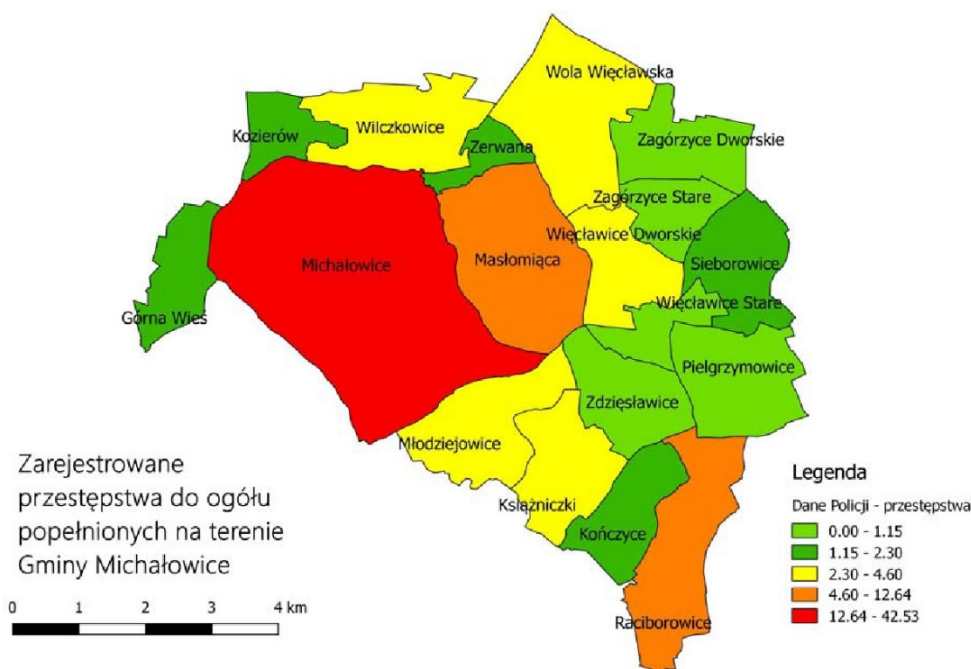 Wola Więcławska
Wilczkowice
Kozierów
Zerwana
Zagórzyce Dworskie
Zagórzyce Stare
Więcławice Dworskie
Michałowice
Masłomiąca
Sieborowice
Więcławice Stare
Górna Wieś
Pielgrzymowice
Zdzięsławice
Młodziejowice
Książniczki
Kończyce
Raciborowice
Zarejestrowane
przestępstwa do ogółu
popełnionych na terenie
Gminy Michałowice
0 1 2 3 4 km
Legenda
Dane Policji - przestępstwa
0.00 - 1.15
1.15 - 2.30
2.30 - 4.60
4.60 - 12.64
12.64 - 42.53